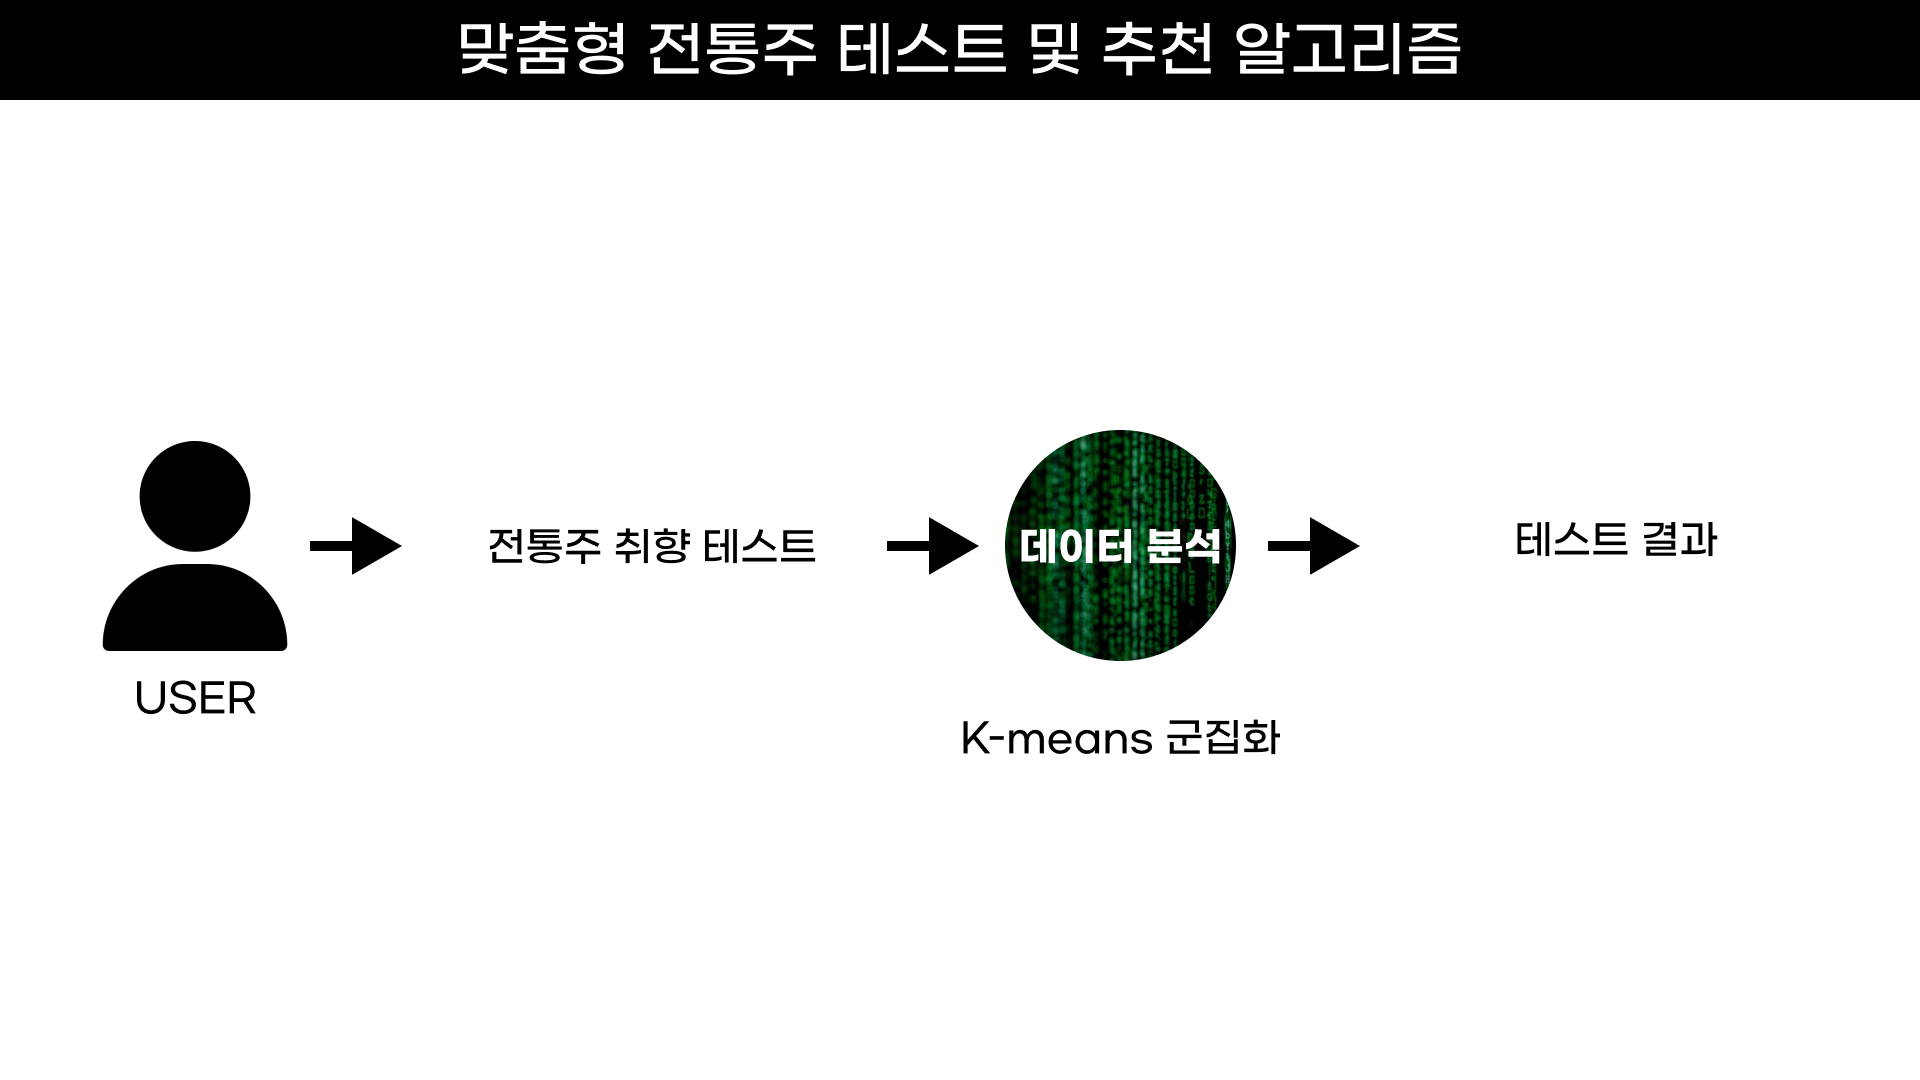 맞춤형 전통주 테스트 및 추천 알고리즘
USER
전통주 취향 테스트
데이터 분석
K-means 군집화
테스트 결과